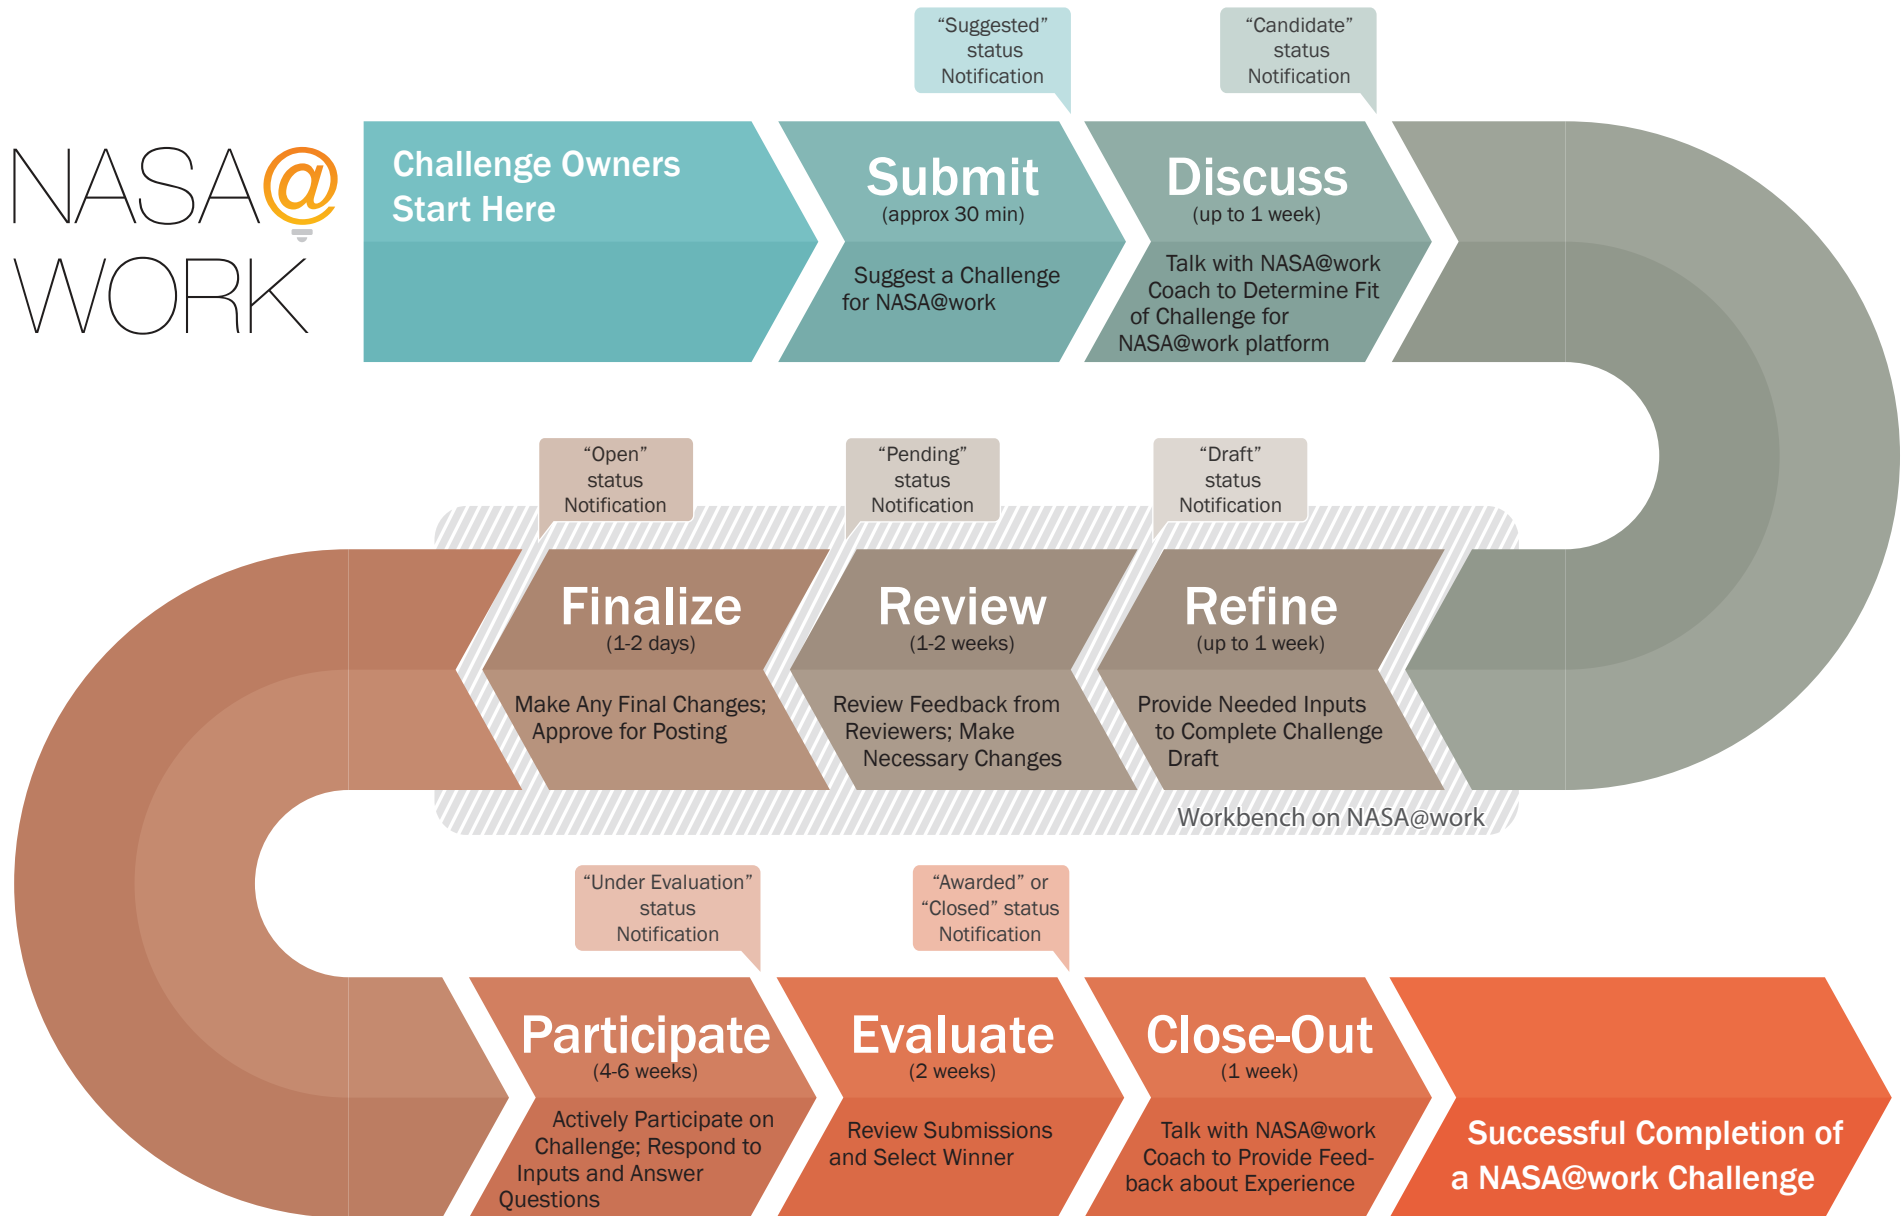 NASA@
WORK
Challenge Owners
Start Here
“Suggested”
status
Notification
Submit
(approx 30 min)
Suggest a Challenge
for NASA@work
“Candidate”
status
Notification
Discuss
(up to 1 week)
Talk with NASA@work
Coach to Determine Fit
of Challenge for
NASA@work platform
“Draft”
status
Notification
Refine
(up to 1 week)
Provide Needed Inputs
to Complete Challenge
Draft
“Pending”
status
Notification
Review
(1-2 weeks)
Review Feedback from
Reviewers; Make
Necessary Changes
“Open”
status
Notification
Finalize
(1-2 days)
Make Any Final Changes;
Approve for Posting
Workbench on NASA@work
“Under Evaluation”
status
Notification
Participate
(4-6 weeks)
Actively Participate on
Challenge; Respond to
Inputs and Answer
Questions
“Awarded” or
“Closed” status
Notification
Evaluate
(2 weeks)
Review Submissions
and Select Winner
Close-Out
(1 week)
Talk with NASA@work
Coach to Provide Feed-
back about Experience
Successful Completion of
a NASA@work Challenge